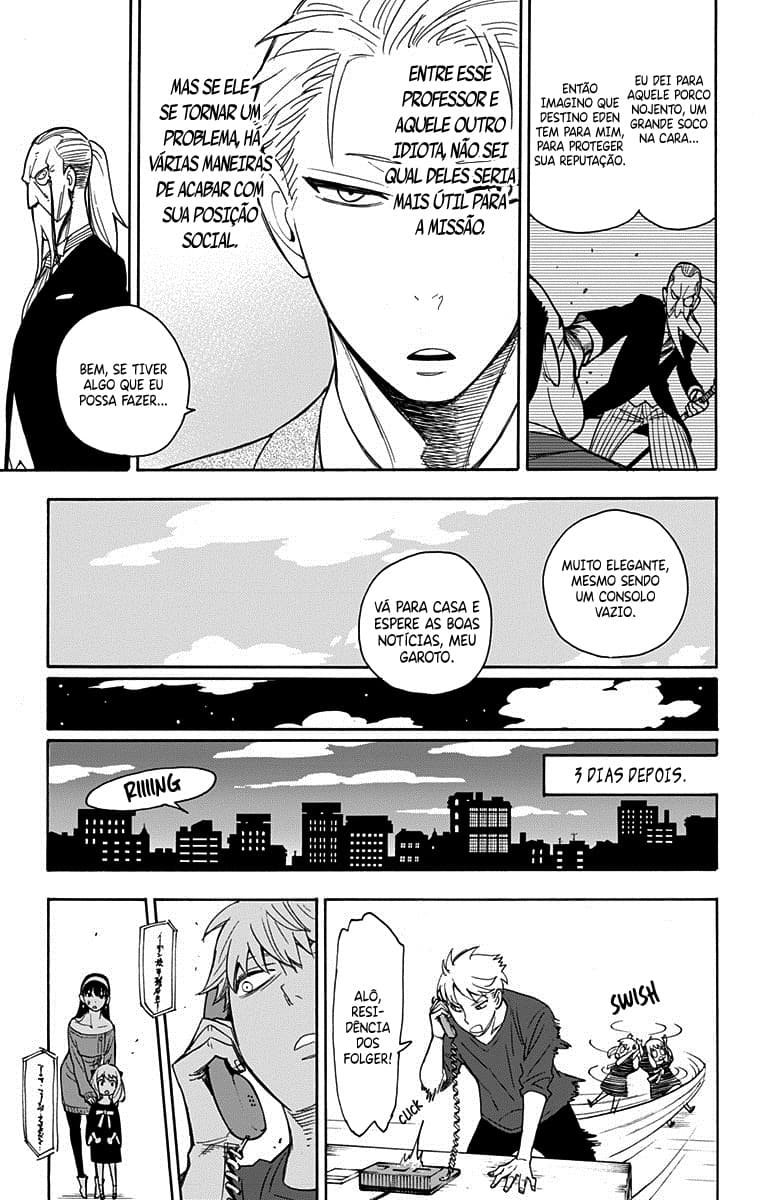 EU DEI PARA
AQUELE PORCO
NOJENTO, UM
GRANDE SOCO
NA CARA...
ENTÃO
IMAGINO QUE
DESTINO EDEN
TEM PARA MIM,
PARA PROTEGER
SUA REPUTAÇÃO.
ENTRE ESSE
PROFESSOR E
AQUELE OUTRO
IDIOTA, NÃO SEI
QUAL DELES SERIA
MAIS ÚTIL PARA
A MISSÃO.
MAS SE ELE
SE TORNAR UM
PROBLEMA, HÁ
VÁRIAS MANEIRAS
DE ACABAR COM
SUA POSIÇÃO
SOCIAL.
BEM, SE TIVER
ALGO QUE EU
POSSA FAZER...
MUITO ELEGANTE,
MESMO SENDO
UM CONSOLO
VAZIO.
VÁ PARA CASA E
ESPERE AS BOAS
NOTÍCIAS, MEU
GAROTO.
3 DIAS DEPOIS.
RIIIING
SWISH
ALÔ,
RESI-
DÊNCIA
DOS
FOLGER!
CLICK